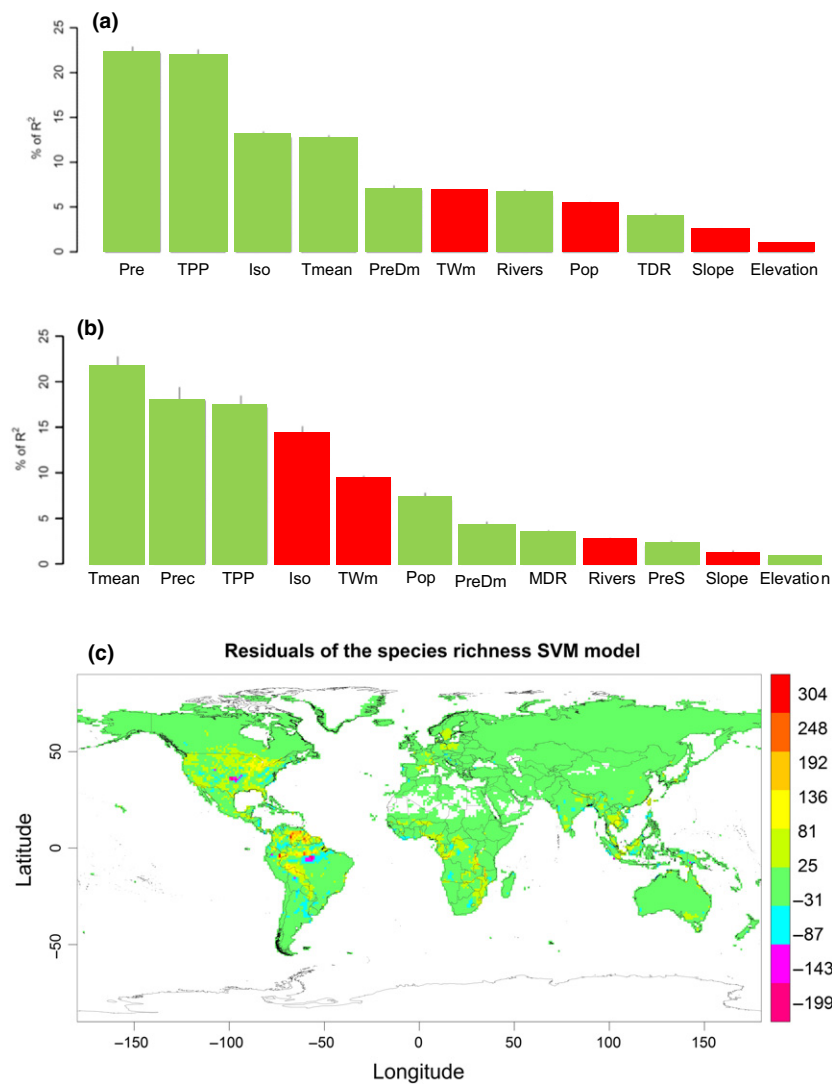 (a)
25
20
15
10
5
0
% of R²
Pre TPP Iso Tmean PreDm TWm Rivers Pop TDR Slope Elevation
(b)
25
20
15
10
5
0
% of R²
Tmean Prec TPP Iso TWm Pop PreDm MDR Rivers PreS Slope Elevation
(c)
Residuals of the species richness SVM model
304
248
192
136
81
25
−31
−87
−143
−199
50
0
−50
Latitude
−150 −100 −50 0 50 100 150
Longitude